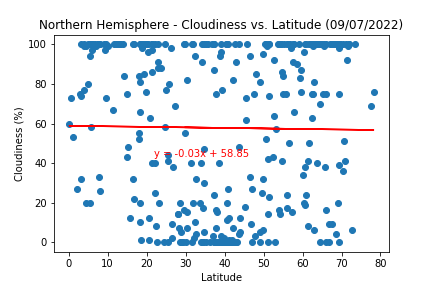 Northern Hemisphere - Cloudiness vs. Latitude (09/07/2022)
Cloudiness (%)
100
80
60
40
20
0
y = -0.03x + 58.85
0 10 20 30 40 50 60 70 80
Latitude